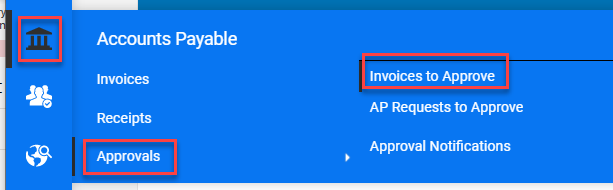 Accounts Payable
Invoices
Receipts
Approvals
Invoices to Approve
AP Requests to Approve
Approval Notifications